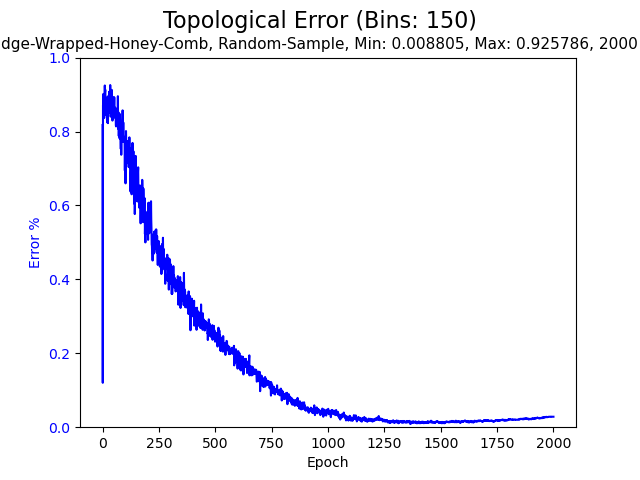 Topological Error (Bins: 150)
dge-Wrapped-Honey-Comb, Random-Sample, Min: 0.008805, Max: 0.925786, 2000
1.0
0.8
0.6
0.4
0.2
0.0
Error %
0 250 500 750 1000 1250 1500 1750 2000
Epoch